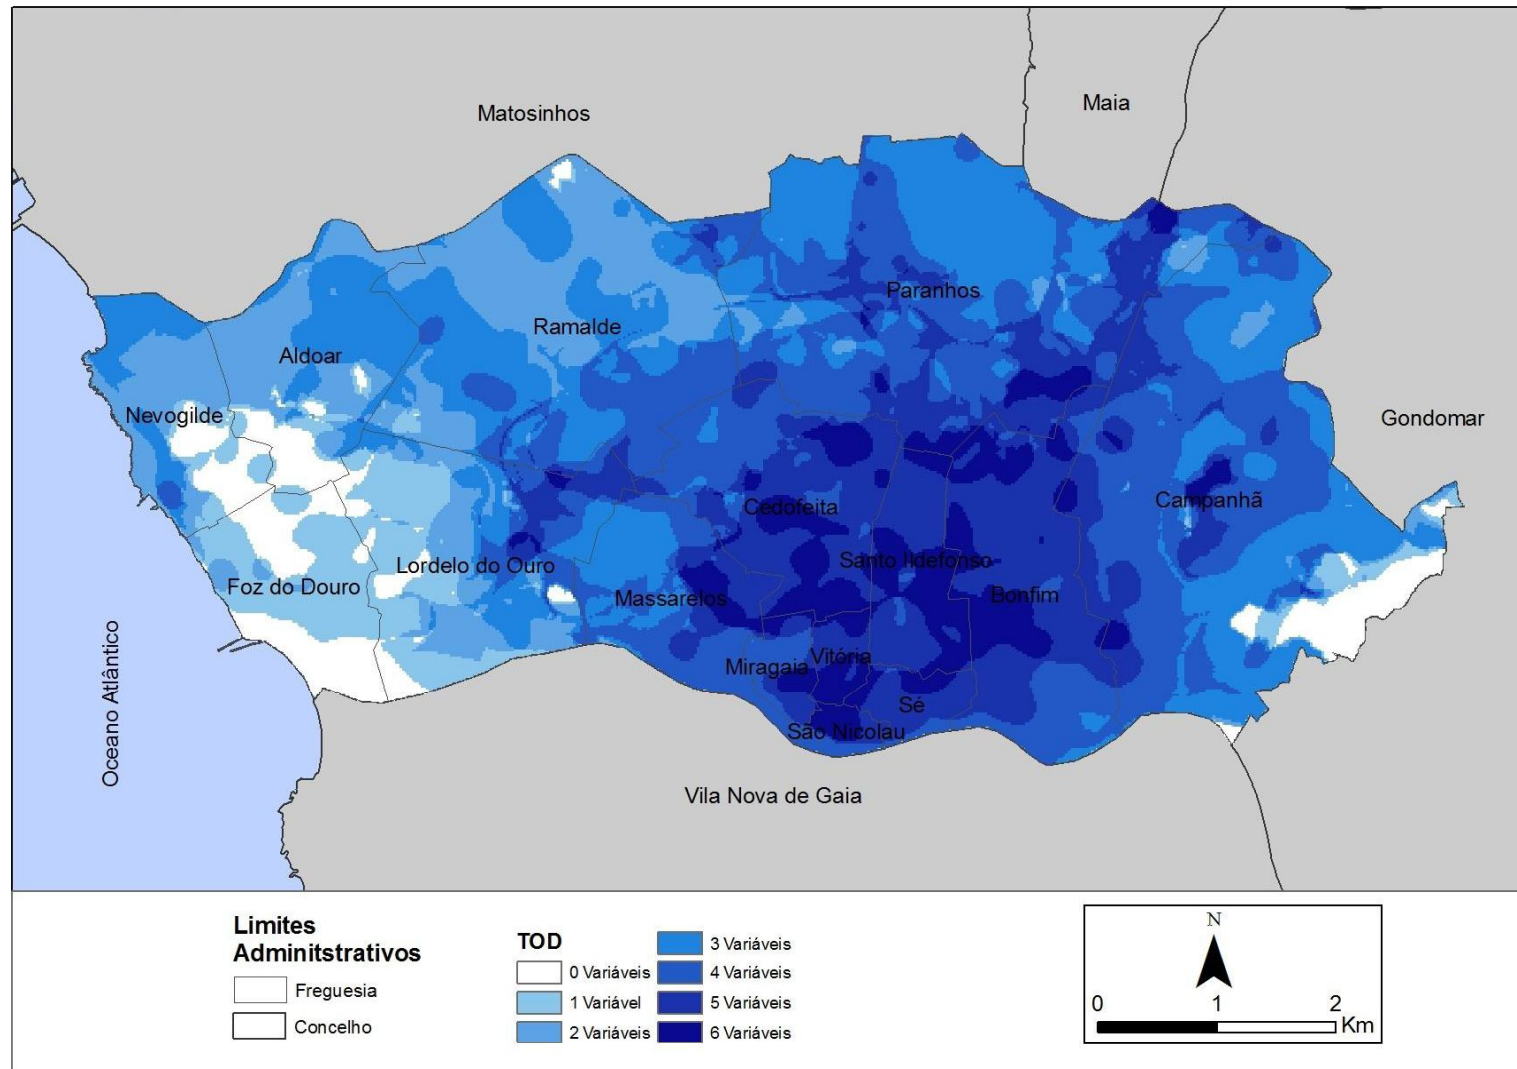 Matosinhos
Maia
Paranhos
Ramalde
Aldoar
Nevogilde
Gondomar
Campanhã
Cedofeita
Santo Ildefonso
Lordelo do Ouro
Foz do Douro
Massarelos
Bonfim
Miragaia
Vitória
Sé
São Nicolau
Oceano Atlântico
Vila Nova de Gaia
Limites
Adminitstrativos
Freguesia
Concelho
TOD
0 Variáveis
1 Variável
2 Variáveis
3 Variáveis
4 Variáveis
5 Variáveis
6 Variáveis
N
0 1 2
Km